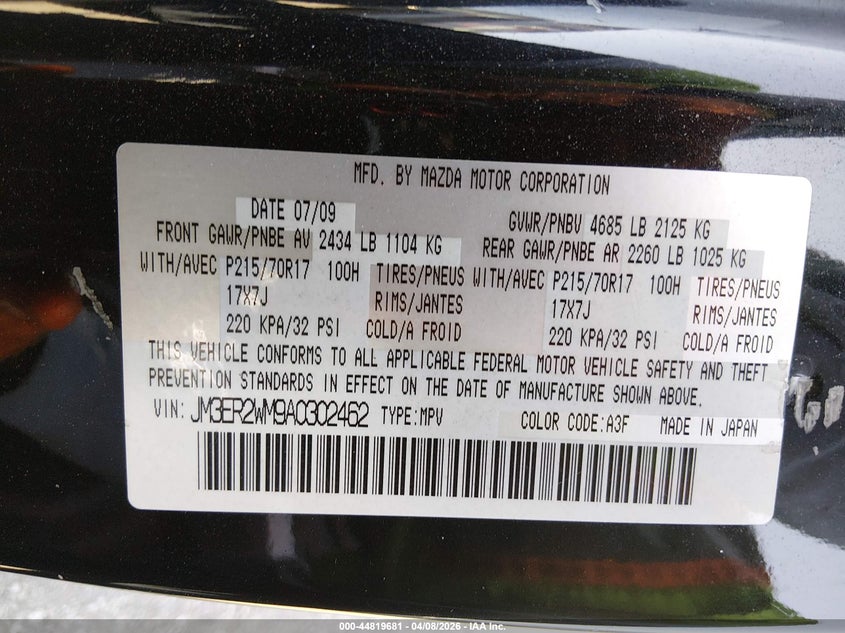 MFD. BY MAZDA MOTOR CORPORATION
DATE 07/09 GVWR/PNBV 4685 LB 2125 KG
FRONT GAWR/PNBE AV 2434 LB 1104 KG REAR GAWR/PNBE AR 2260 LB 1025 KG
WITH/AVEC P215/70R17 100H TIRES/PNEUS WITH/AVEC P215/70R17 100H TIRES/PNEUS
17X7J RIMS/JANTES 17X7J RIMS/JANTES
220 KPA/32 PSI COLD/A FROID 220 KPA/32 PSI COLD/A FROID
THIS VEHICLE CONFORMS TO ALL APPLICABLE FEDERAL MOTOR VEHICLE SAFETY AND THEFT
PREVENTION STANDARDS IN EFFECT ON THE DATE OF MANUFACTURE SHOWN ABOVE.
VIN: JM3ER2WM9A0302462 TYPE:MPV COLOR CODE:A3F MADE IN JAPAN
000-44819681 - 04/08/2026 - IAA Inc.